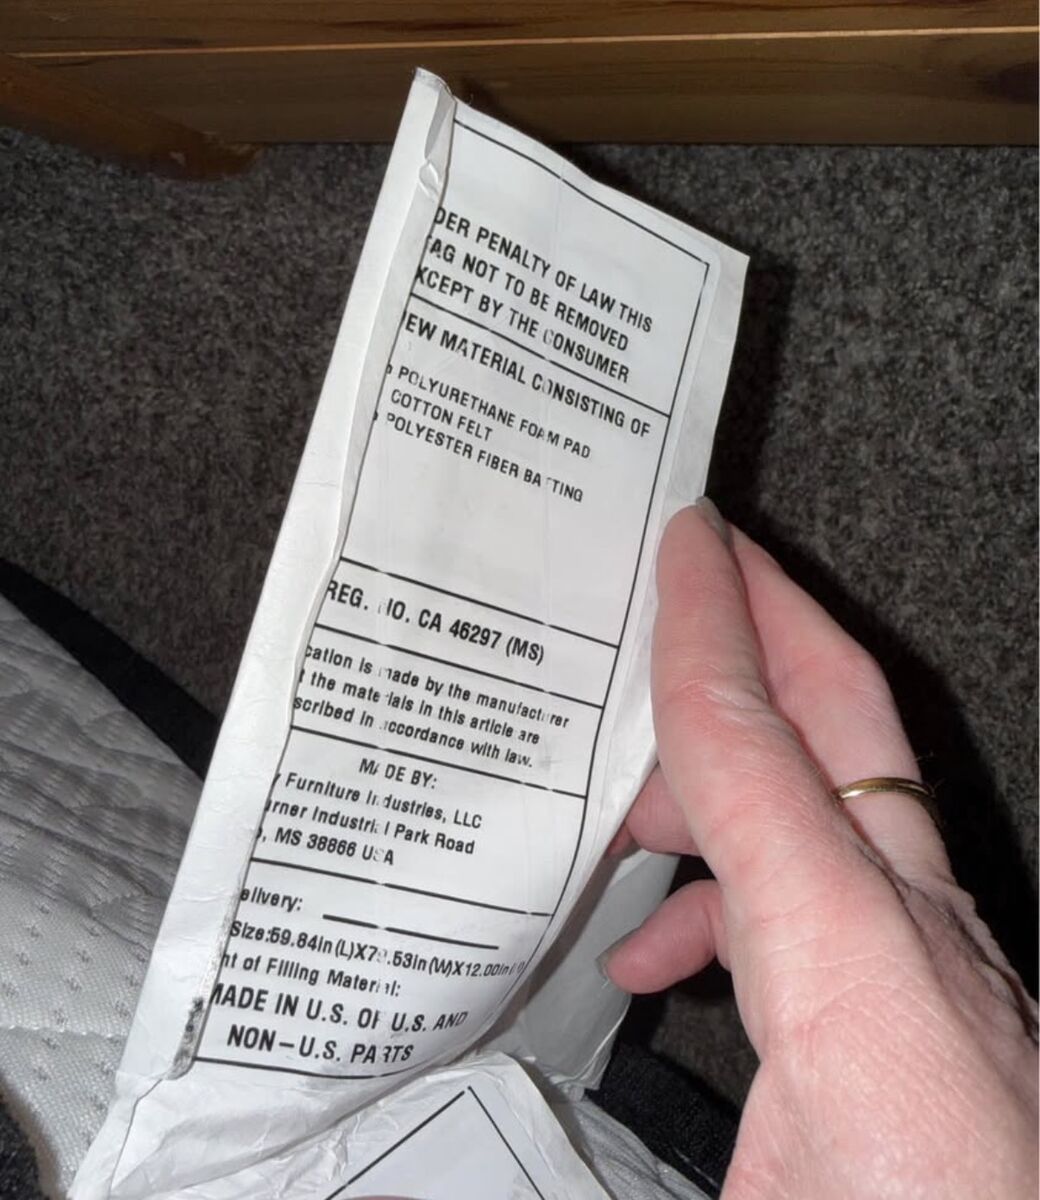 DER PENALTY OF LAW THIS
AG NOT TO BE REMOVED
XCEPT BY THE CONSUMER
EW MATERIAL CONSISTING OF
POLYURETHANE FOAM PAD
COTTON FELT
POLYESTER FIBER BATTING
REG. NO. CA 46297 (MS)
cation is made by the manufacturer
the materials in this article are
scribed in accordance with law.
MADE BY:
Furniture Industries, LLC
rner Industrial Park Road
, MS 38866 USA
elivery:
Size:59.84in(L)X .53in(W)X12.00in
ht of Filling Material:
MADE IN U.S. OF U.S. AND
NON-U.S. PARTS